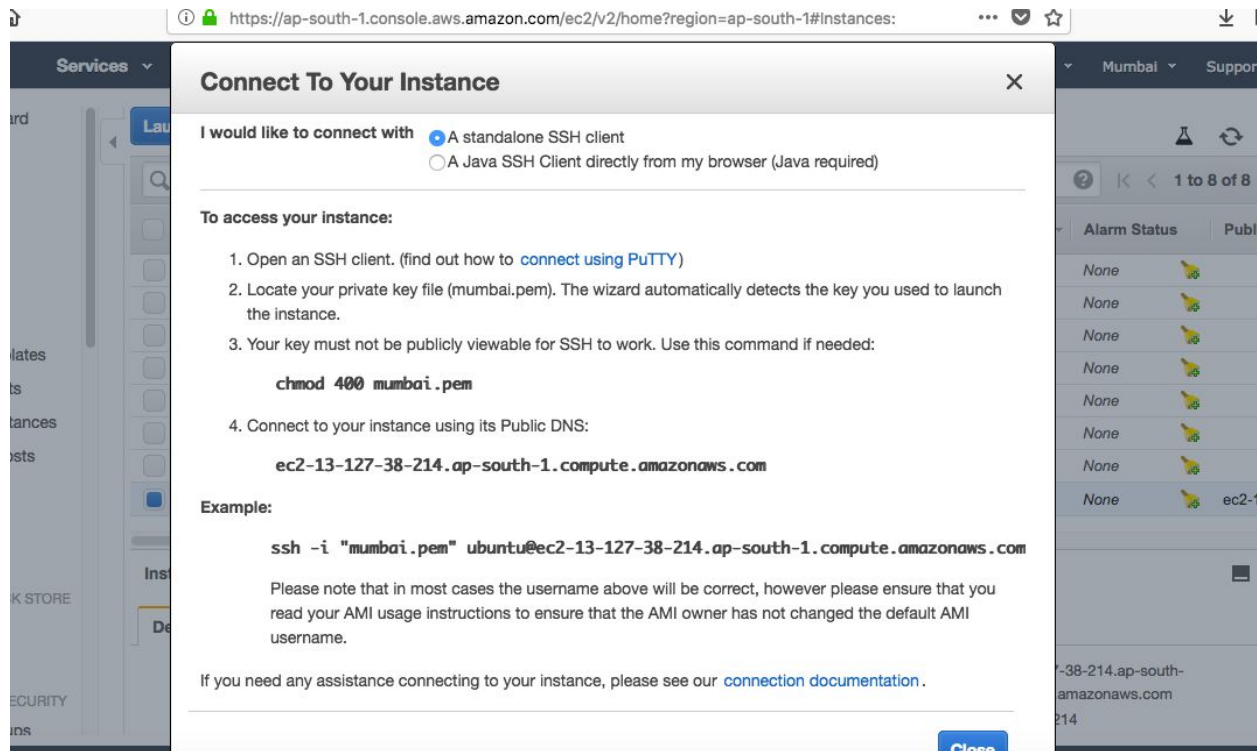 https://ap-south-1.console.aws.amazon.com/ec2/v2/home?region=ap-south-1#Instances:
Services
Mumbai
Connect To Your Instance
I would like to connect with
A standalone SSH client
A Java SSH Client directly from my browser (Java required)
1 to 8 of 8
Alarm Status
To access your instance:
1. Open an SSH client. (find out how to connect using PuTTY)
2. Locate your private key file (mumbai.pem). The wizard automatically detects the key you used to launch
the instance.
3. Your key must not be publicly viewable for SSH to work. Use this command if needed:
chmod 400 mumbai.pem
4. Connect to your instance using its Public DNS:
ec2-13-127-38-214.ap-south-1.compute.amazonaws.com
None
None
None
None
None
None
None
None
ec2-1
Example:
ssh -i "mumbai.pem" ubuntu@ec2-13-127-38-214.ap-south-1.compute.amazonaws.com
Please note that in most cases the username above will be correct, however please ensure that you
read your AMI usage instructions to ensure that the AMI owner has not changed the default AMI
username.
If you need any assistance connecting to your instance, please see our connection documentation.
K STORE
ECURITY
-38-214.ap-south-
amazonaws.com
214
Close